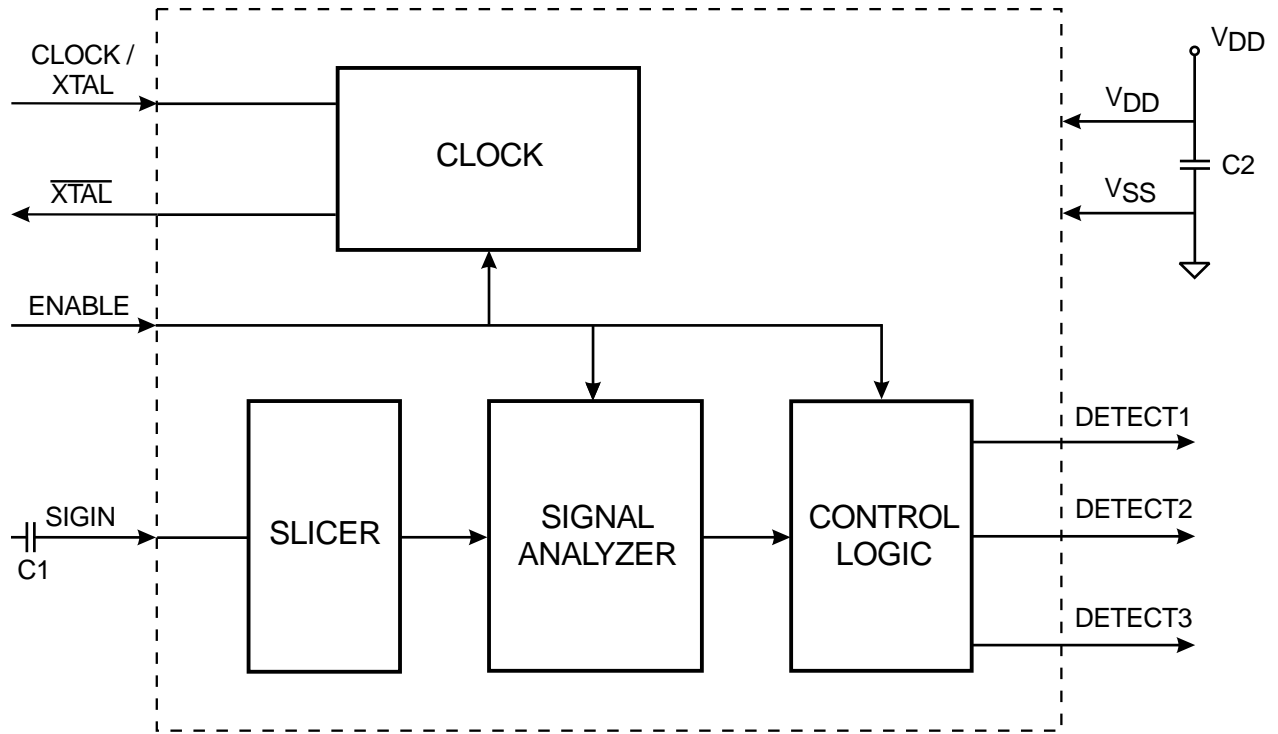 CLOCK /
XTAL
CLOCK
XTAL
ENABLE
VDD
VDD
C2
VSS
SIGIN
C1
SLICER
SIGNAL
ANALYZER
CONTROL
LOGIC
DETECT1
DETECT2
DETECT3